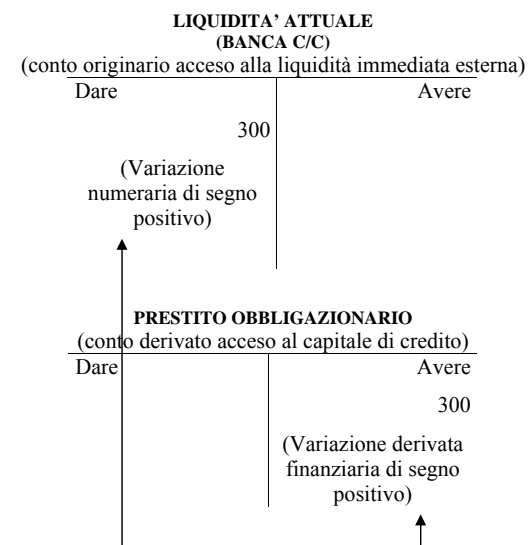 LIQUIDITA’ ATTUALE
(BANCA C/C)
(conto originario acceso alla liquidità immediata esterna)
Dare Avere
300
(Variazione
numeraria di segno
positivo)
PRESTITO OBBLIGAZIONARIO
(conto derivato acceso al capitale di credito)
Dare Avere
300
(Variazione derivata
finanziaria di segno
positivo)